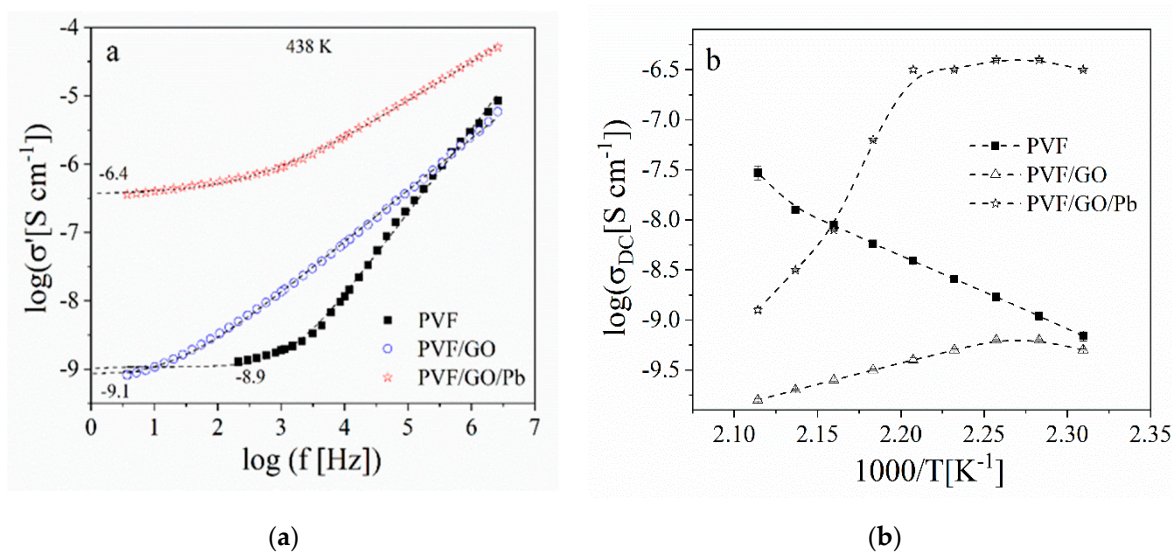 a
438 K
-4
-5
-6
-7
-8
-9
log(σ'[S cm⁻¹])
-6.4
-8.9
-9.1
PVF
PVF/GO
PVF/GO/Pb
0 1 2 3 4 5 6 7
log (f [Hz])
(a)
b
-6.5
-7.0
-7.5
-8.0
-8.5
-9.0
-9.5
log(σDC[S cm⁻¹])
PVF
PVF/GO
PVF/GO/Pb
2.10 2.15 2.20 2.25 2.30 2.35
1000/T[K⁻¹]
(b)